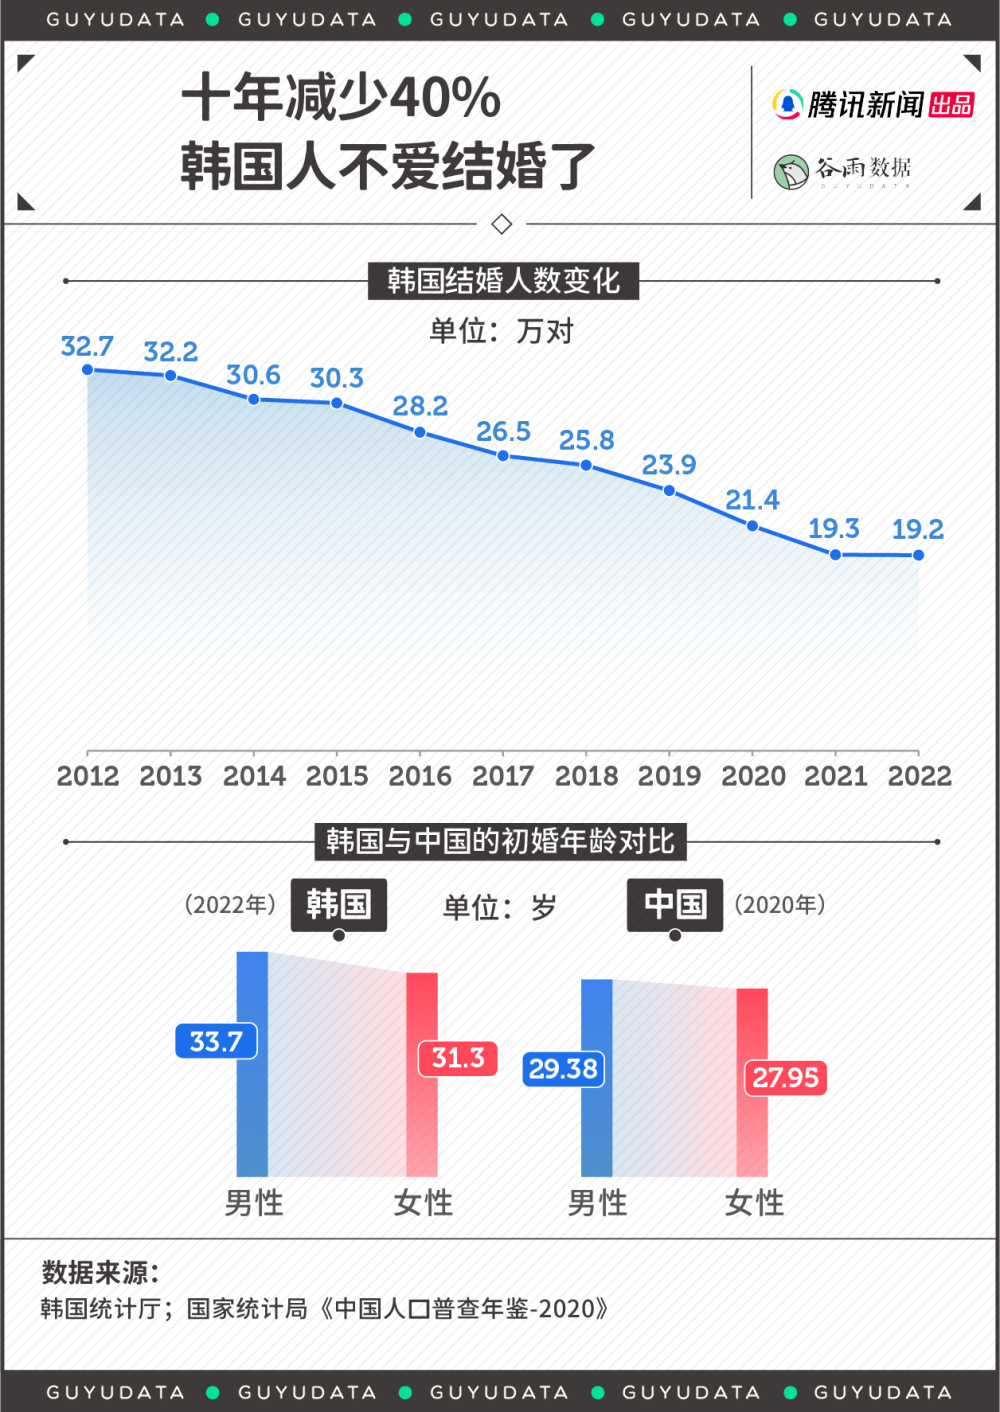 GUYUDATA GUYUDATA GUYUDATA GUYUDATA GUYUDATA
十年减少40%
韩国人不爱结婚了
腾讯新闻 出品
谷雨数据
GUYUDATA
韩国结婚人数变化
单位：万对
32.7 32.2 30.6 30.3 28.2 26.5 25.8 23.9 21.4 19.3 19.2
2012 2013 2014 2015 2016 2017 2018 2019 2020 2021 2022
韩国与中国的初婚年龄对比
（2022年） 韩国 单位：岁 中国 （2020年）
33.7 31.3 29.38 27.95
男性 女性 男性 女性
数据来源：
韩国统计厅；国家统计局《中国人口普查年鉴-2020》
GUYUDATA GUYUDATA GUYUDATA GUYUDATA GUYUDATA